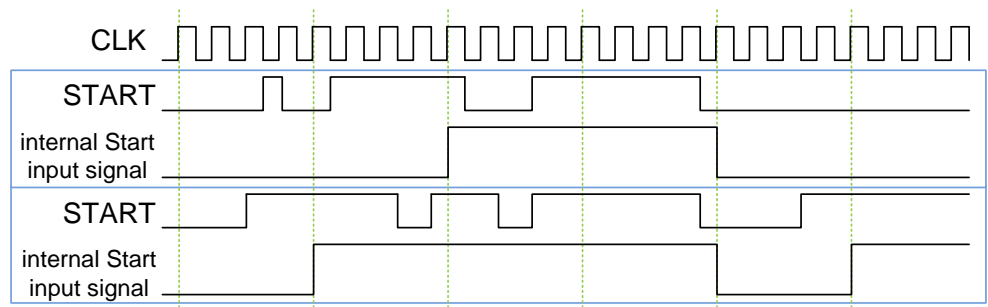 CLK
START
internal Start
input signal
START
internal Start
input signal